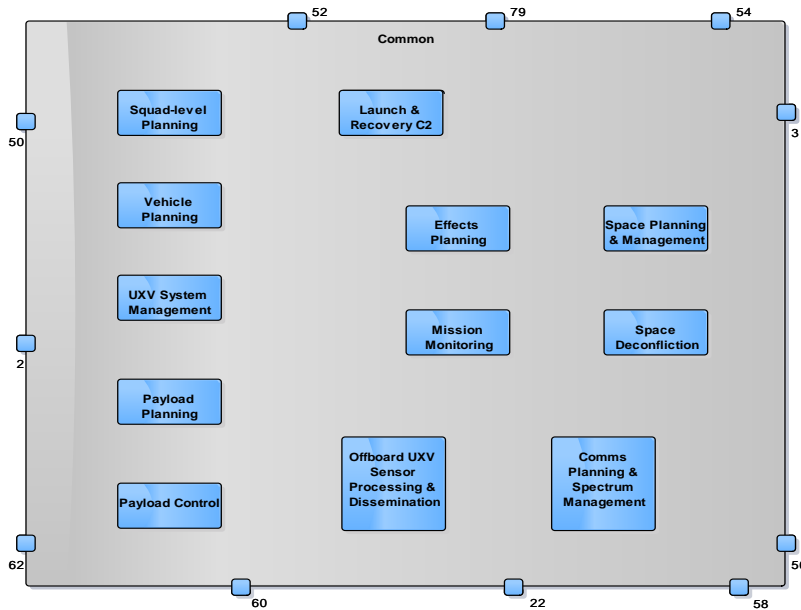 52
79
54
Common
Squad-level
Planning
Launch &
Recovery C2
50
3
Vehicle
Planning
Effects
Planning
Space Planning
& Management
UXV System
Management
Mission
Monitoring
Space
Deconfliction
2
Payload
Planning
Offboard UXV
Sensor
Processing &
Dissemination
Comms
Planning &
Spectrum
Management
Payload Control
62
60
22
58